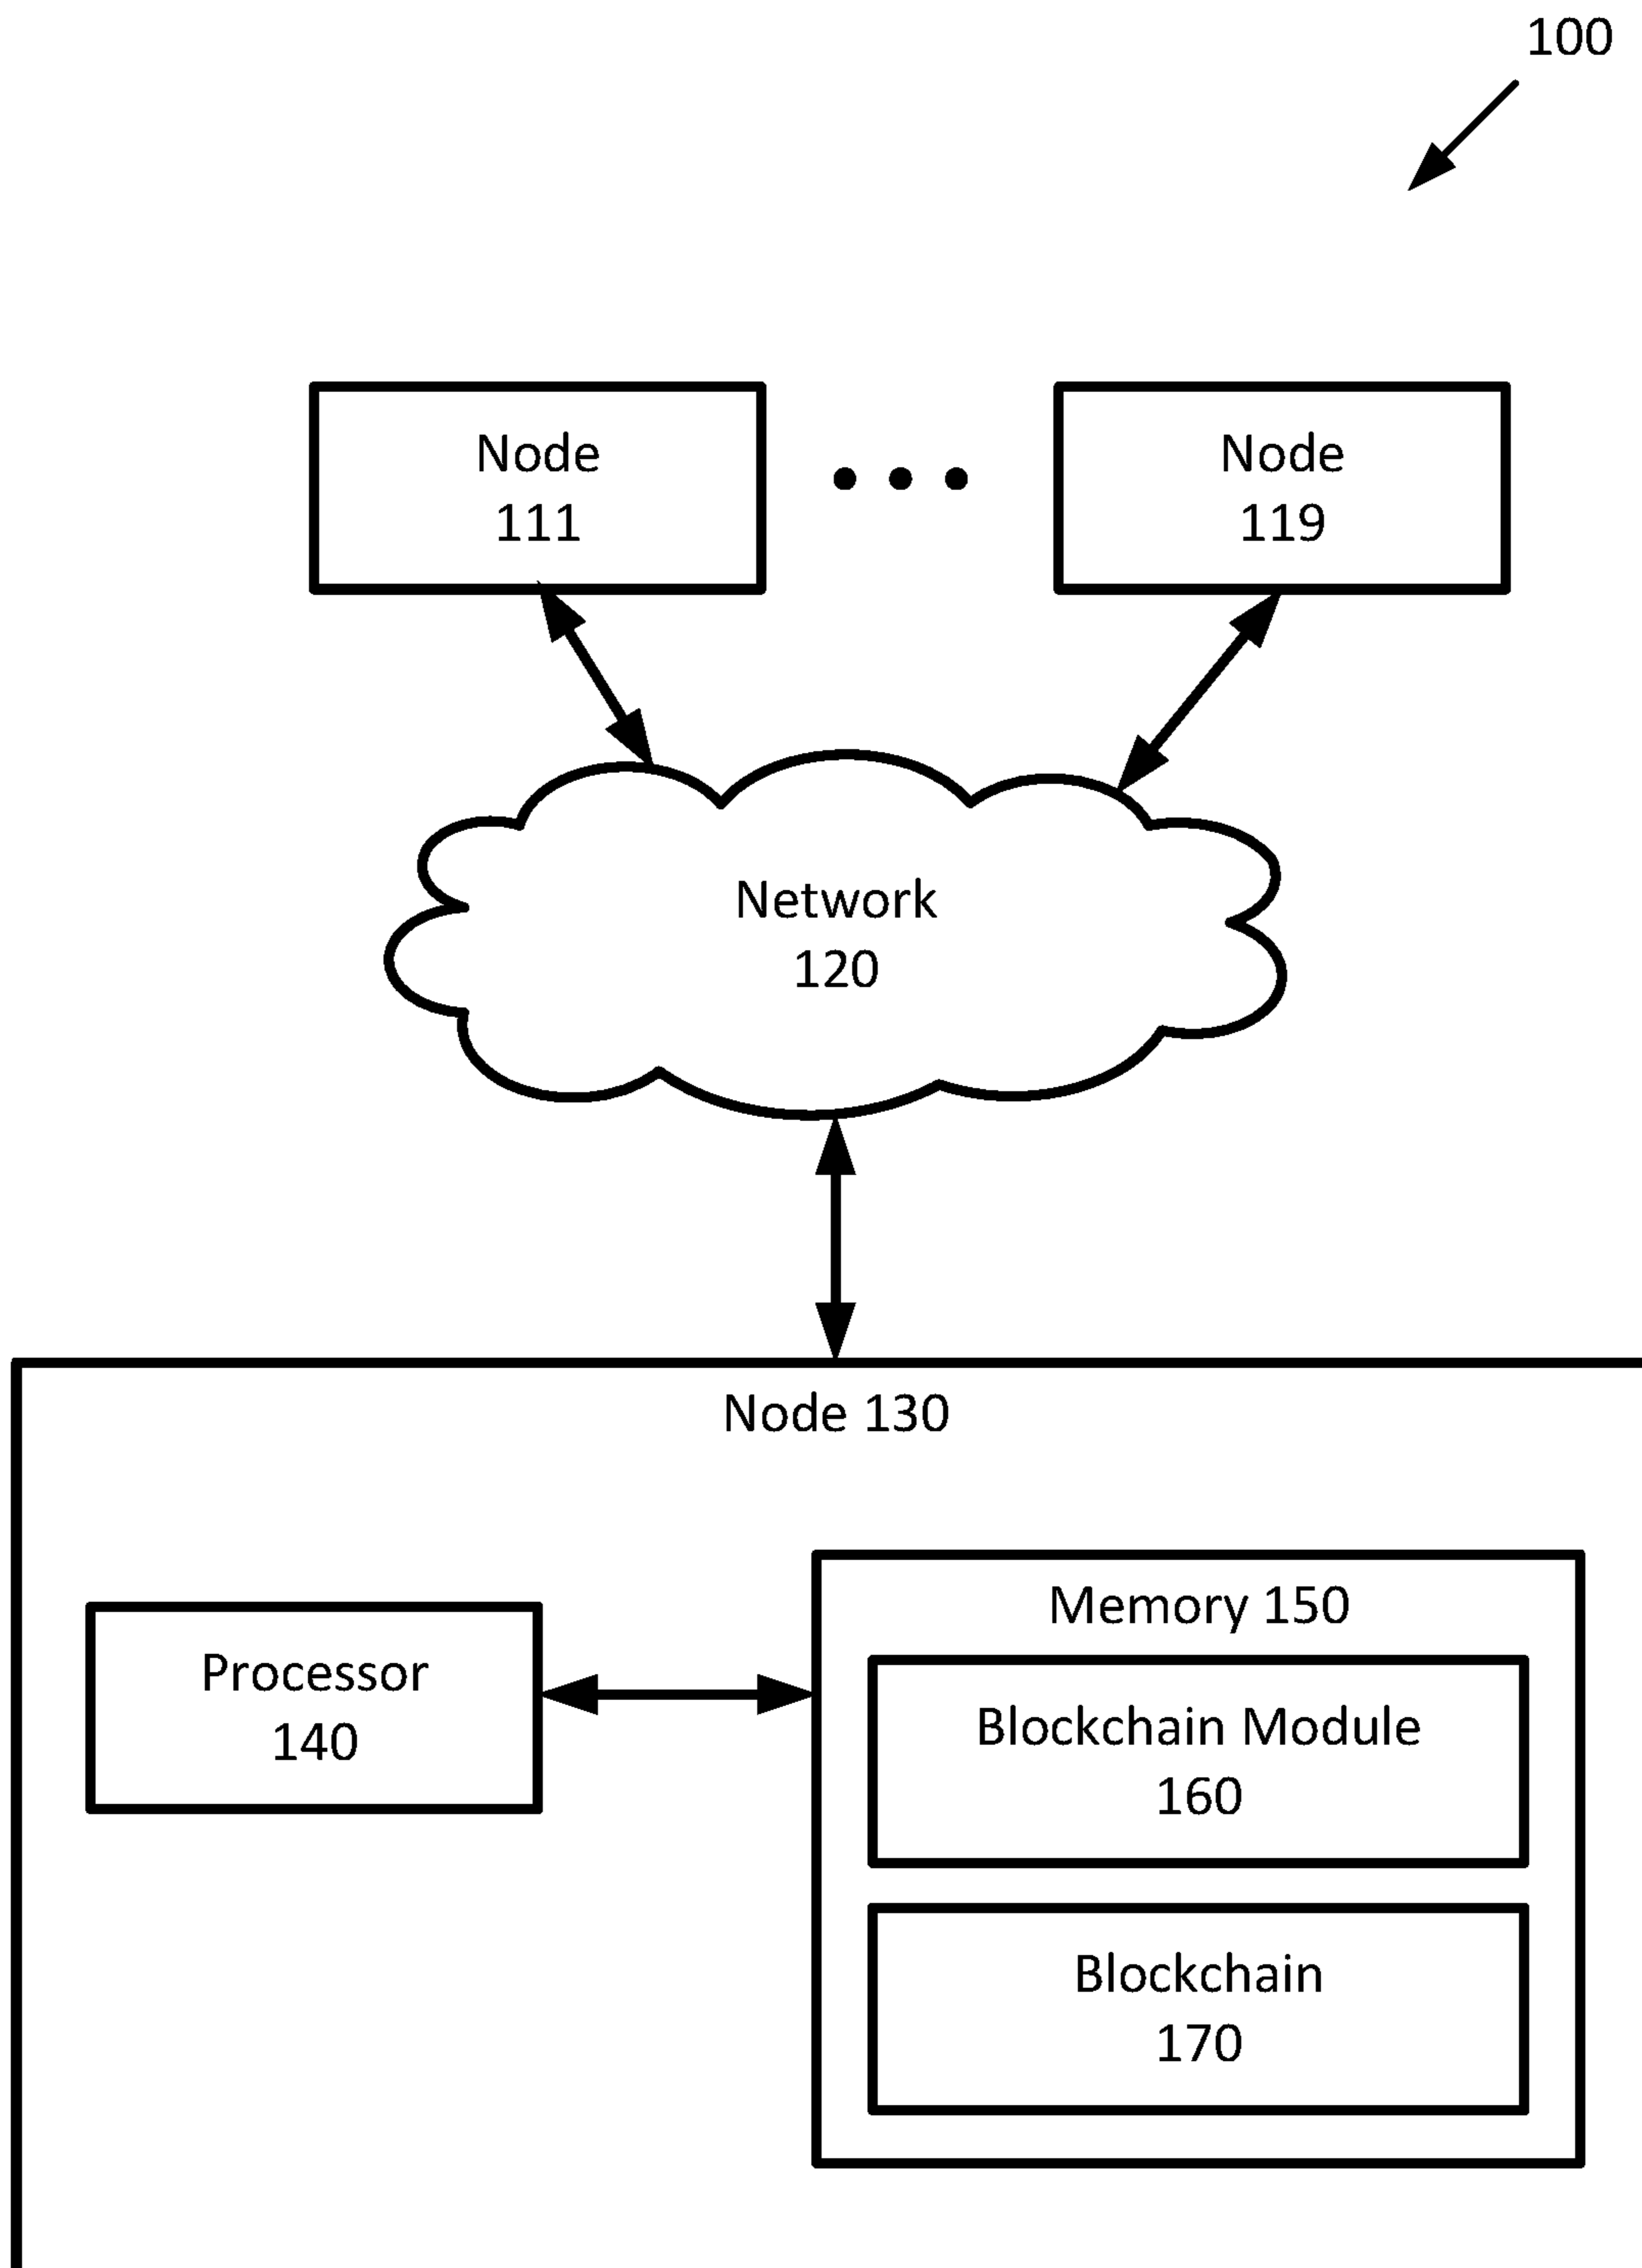 100
Node
111
Node
119
Network
120
Node 130
Processor
140
Memory 150
Blockchain Module
160
Blockchain
170